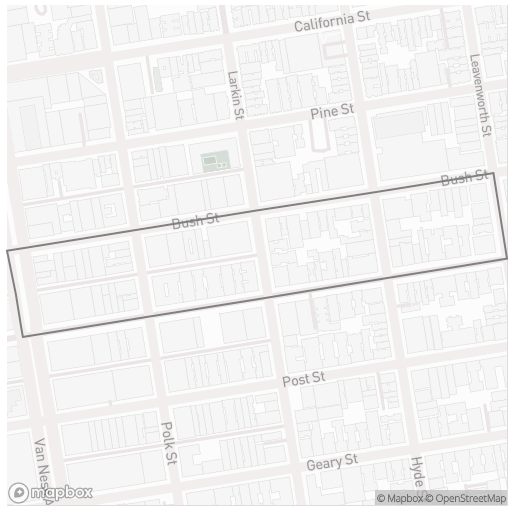 California St
Leavenworth St
Larkin St
Pine St
Bush St
Bush St
Post St
Polk St
Van Ness A
Geary St
Hyde
mapbox
© Mapbox © OpenStreetMap